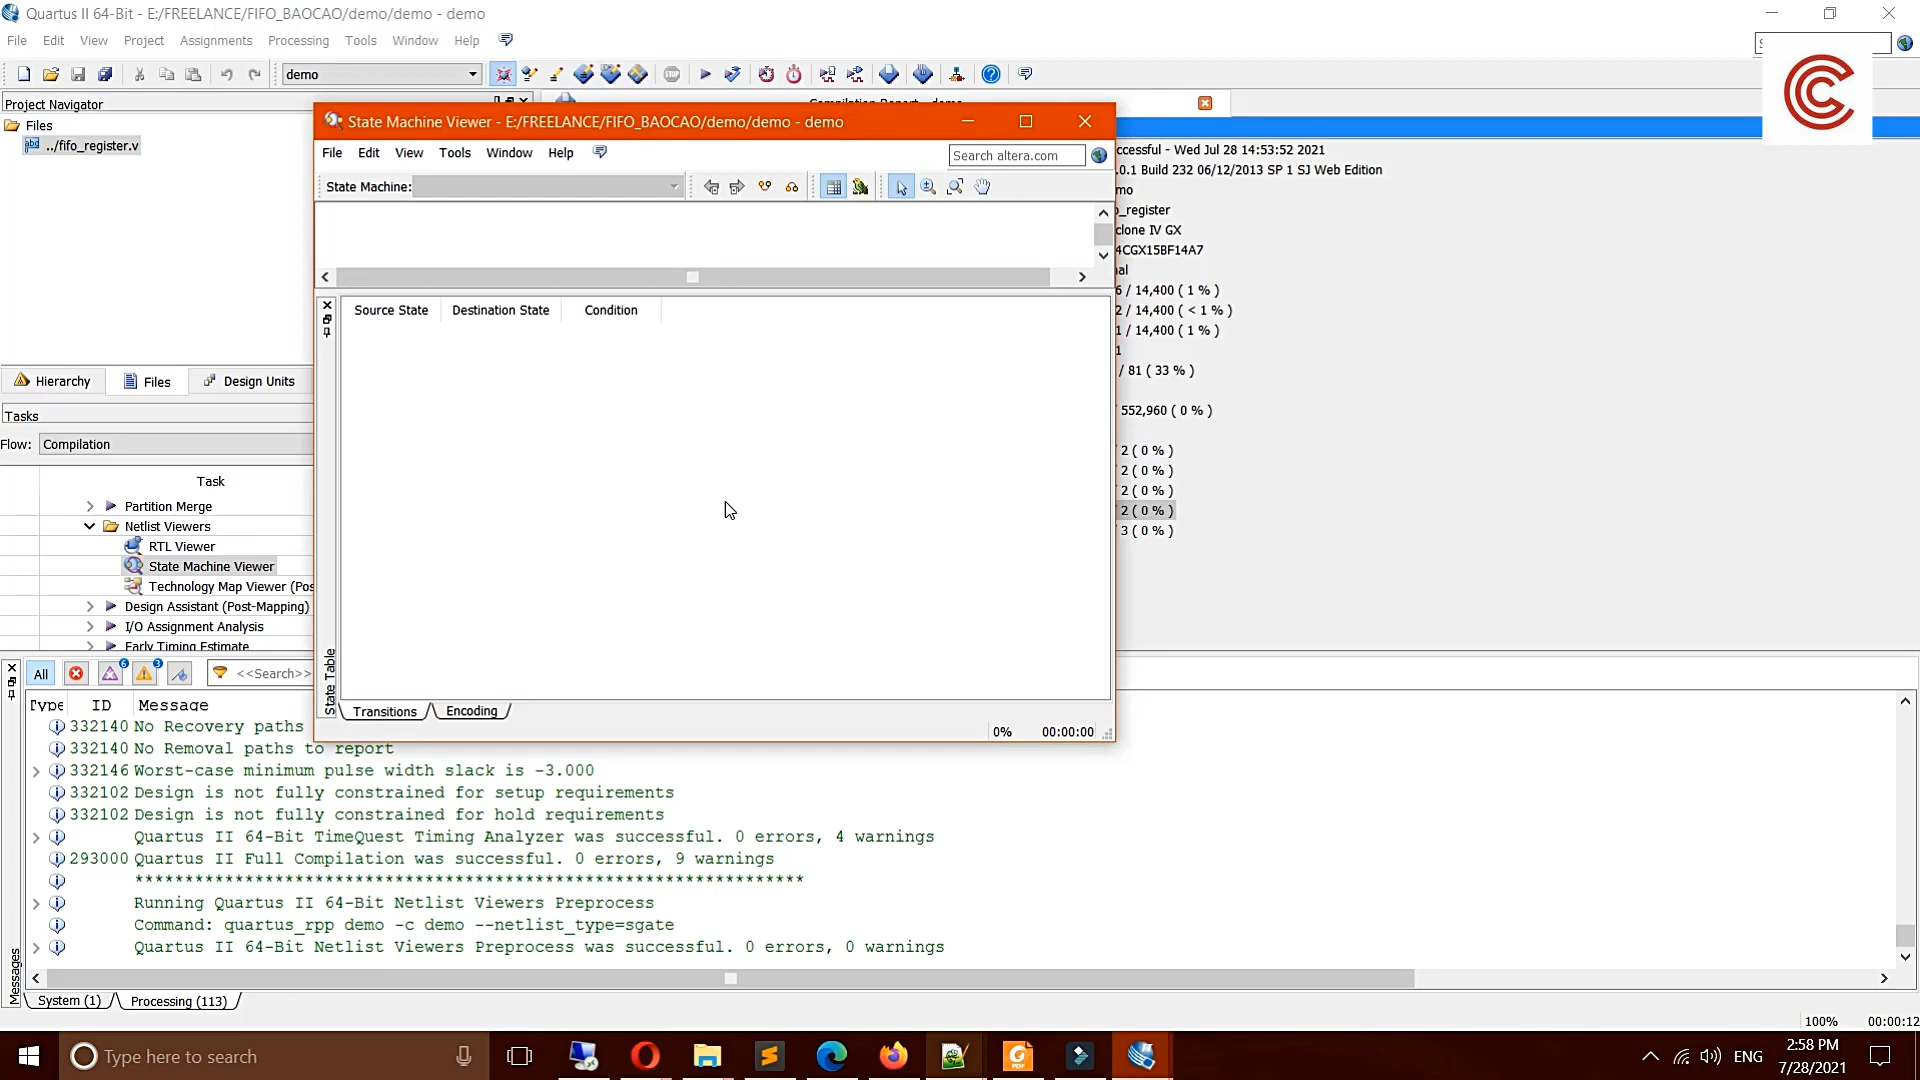 Quartus II 64-Bit - E:/FREELANCE/FIFO_BAOCAO/demo/demo - demo
File Edit View Project Assignments Processing Tools Window Help
demo
Project Navigator
Files
../fifo_register.v
Hierarchy Files Design Units
Tasks
Flow: Compilation
Task
Partition Merge
Netlist Viewers
RTL Viewer
State Machine Viewer
Technology Map Viewer (Pos
Design Assistant (Post-Mapping)
I/O Assignment Analysis
Early Timing Estimate
State Machine Viewer - E:/FREELANCE/FIFO_BAOCAO/demo/demo - demo
File Edit View Tools Window Help
Search altera.com
State Machine:
Source State Destination State Condition
State Table
Transitions Encoding
0% 00:00:00
ccessful - Wed Jul 28 14:53:52 2021
.0.1 Build 232 06/12/2013 SP 1 SJ Web Edition
mo
o_register
clone IV GX
4CGX15BF14A7
nal
6 / 14,400 ( 1 % )
2 / 14,400 ( < 1 % )
1 / 14,400 ( 1 % )
1
/ 81 ( 33 % )
552,960 ( 0 % )
2 ( 0 % )
2 ( 0 % )
2 ( 0 % )
/ 2 ( 0 % )
/ 3 ( 0 % )
All 6 3 <<Search>>
Type ID Message
332140 No Recovery paths
332140 No Removal paths to report
332146 Worst-case minimum pulse width slack is -3.000
332102 Design is not fully constrained for setup requirements
332102 Design is not fully constrained for hold requirements
Quartus II 64-Bit TimeQuest Timing Analyzer was successful. 0 errors, 4 warnings
293000 Quartus II Full Compilation was successful. 0 errors, 9 warnings
*******************************************************************
Running Quartus II 64-Bit Netlist Viewers Preprocess
Command: quartus_rpp demo -c demo --netlist_type=sgate
Quartus II 64-Bit Netlist Viewers Preprocess was successful. 0 errors, 0 warnings
Messages
System (1) Processing (113)
100% 00:00:12
Type here to search
ENG
2:58 PM
7/28/2021